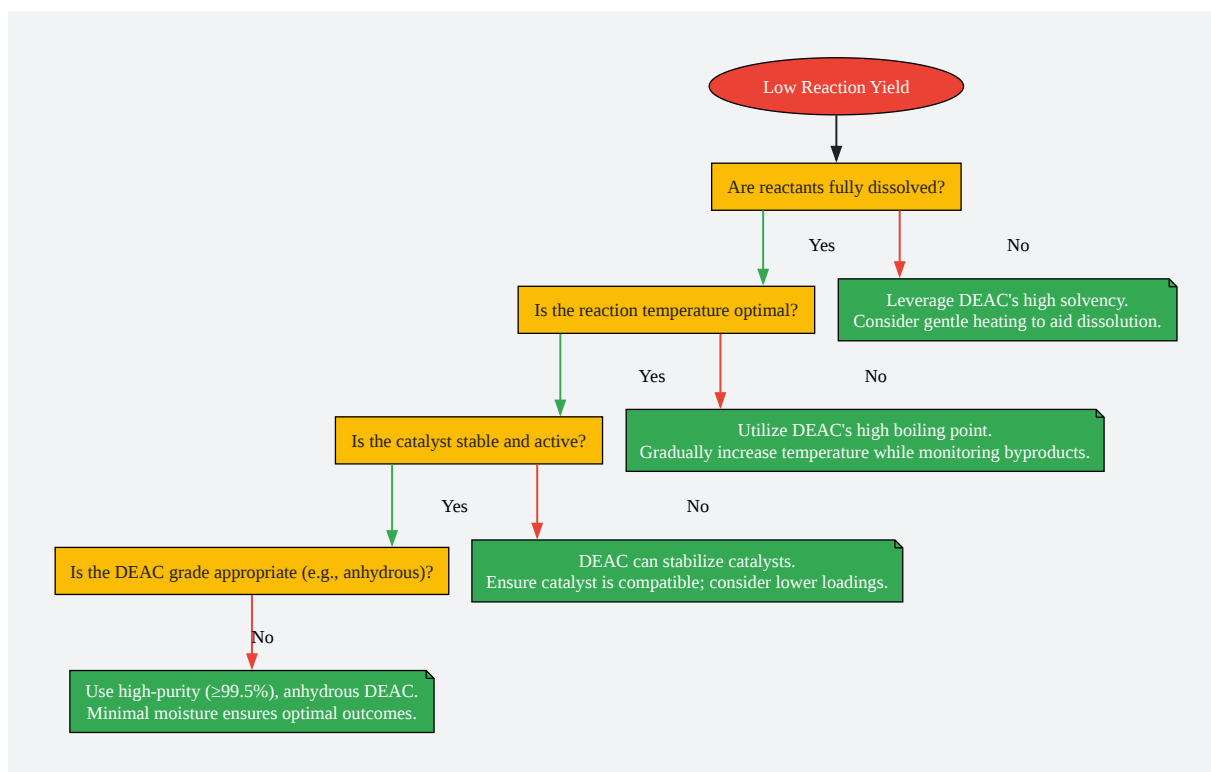 Low Reaction Yield
Are reactants fully dissolved?
Yes
No
Leverage DEAC's high solvency.
Consider gentle heating to aid dissolution.
Is the reaction temperature optimal?
Yes
No
Utilize DEAC's high boiling point.
Gradually increase temperature while monitoring byproducts.
Is the catalyst stable and active?
Yes
No
DEAC can stabilize catalysts.
Ensure catalyst is compatible; consider lower loadings.
Is the DEAC grade appropriate (e.g., anhydrous)?
No
Use high-purity (≥99.5%), anhydrous DEAC.
Minimal moisture ensures optimal outcomes.